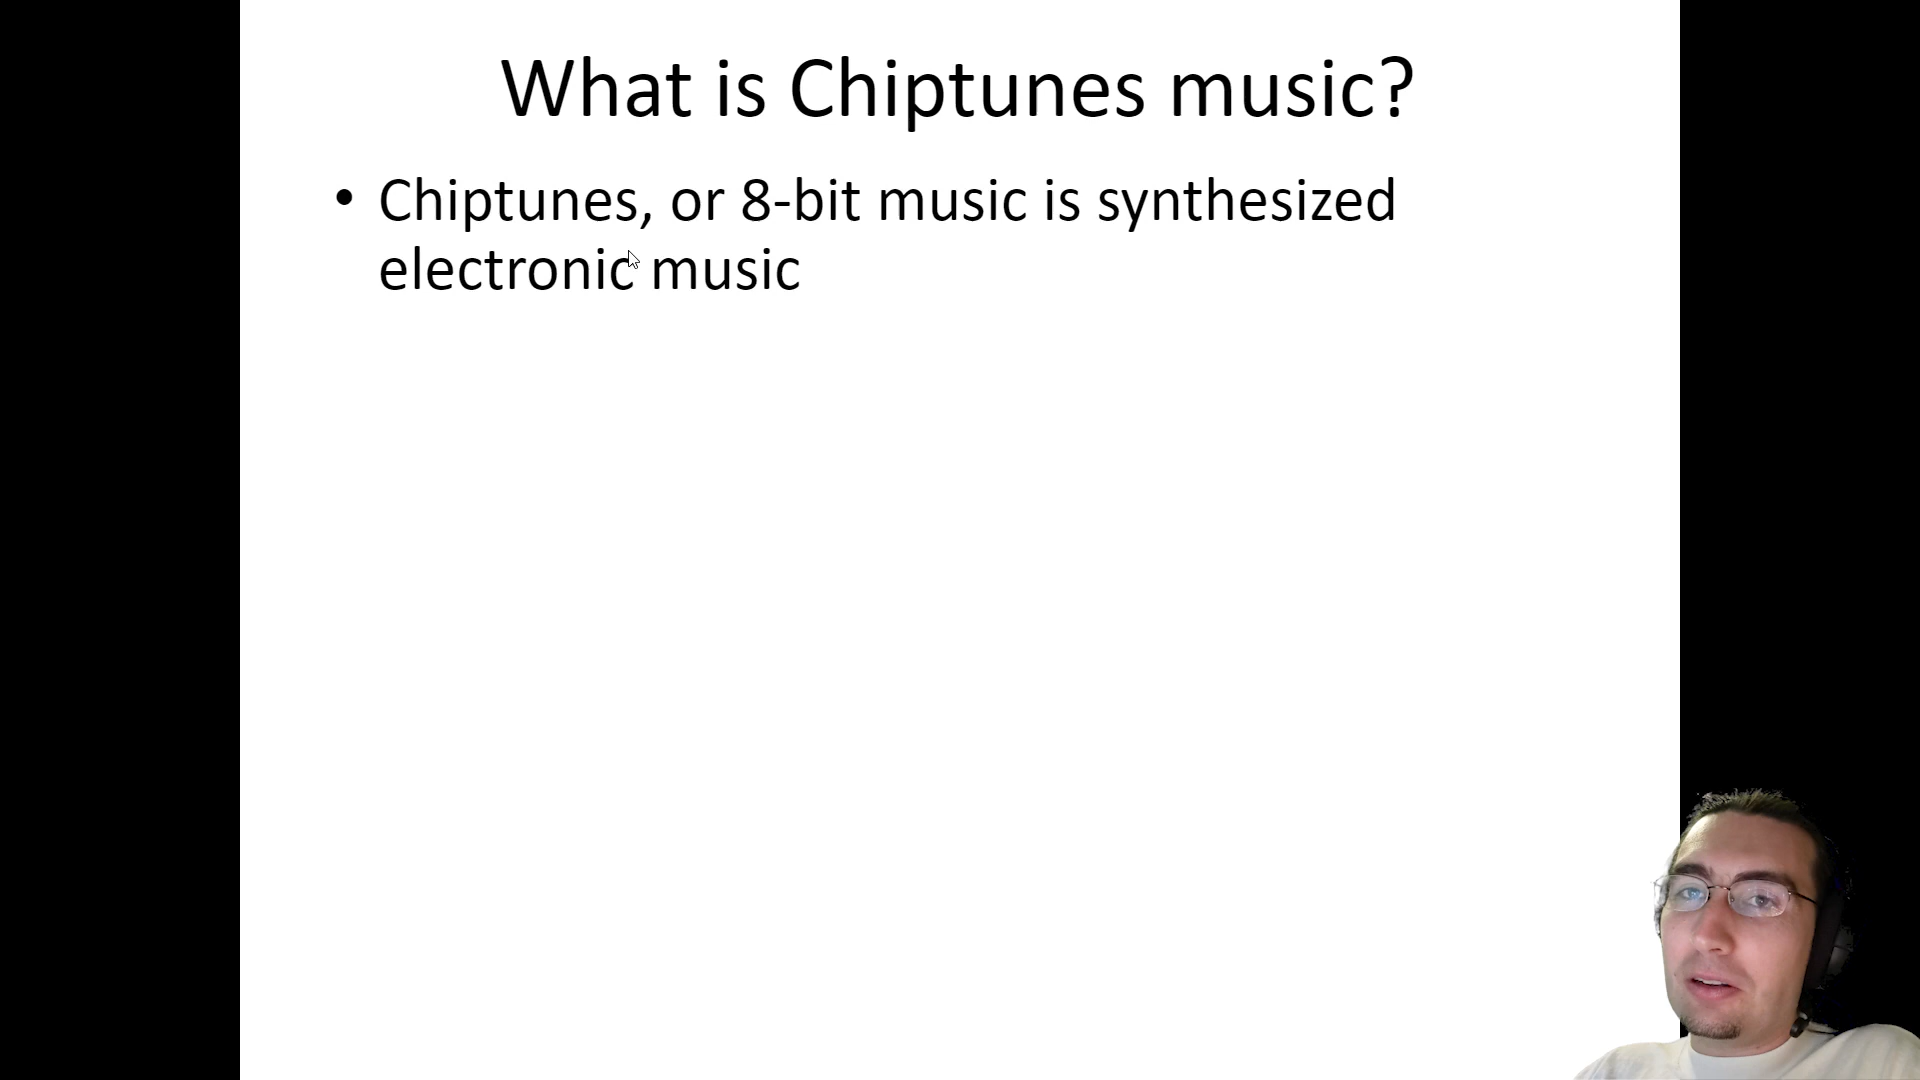 What is Chiptunes music?
• Chiptunes, or 8-bit music is synthesized
electronic music